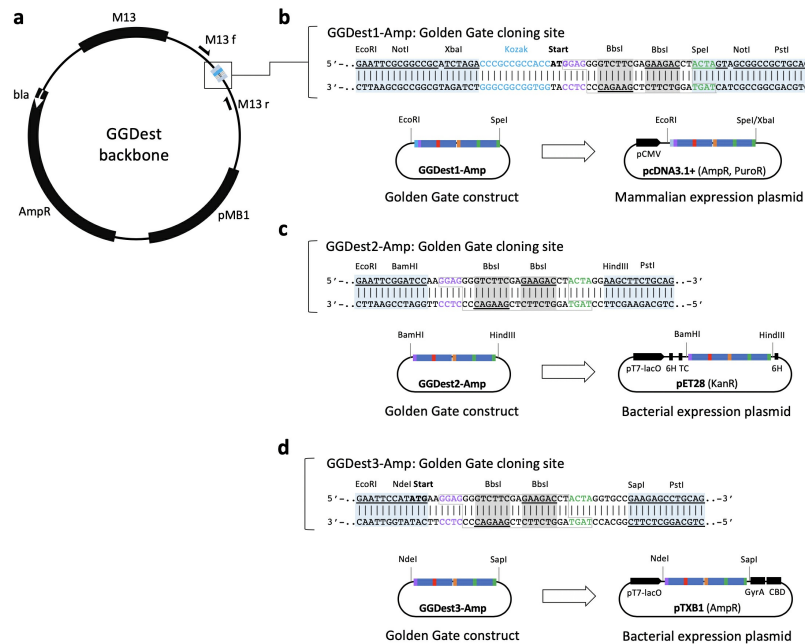 a
M13
M13 f
bla
M13 r
GGDest
backbone
AmpR
pMB1
b
GGDest1-Amp: Golden Gate cloning site
EcoRI NotI XbaI Kozak Start BbsI BbsI SpeI NotI PstI
5'-..GAATTCGCGGCCGCATCTAGACCCGCCGCCACCATGGAGGGGTCTTCGAGAAGACCTACTAGTAGCGGCCGCTGCA
3'-..CTTAAGCGCCGGCGTAGATCTGGGCGGCGGTGGTACCTCCCCAGAAGCTCTTCTGGATGATCATCGCCGGCGACGT
EcoRI SpeI
GGDest1-Amp
Golden Gate construct
EcoRI SpeI/XbaI
pCMV
pcDNA3.1+ (AmpR, PuroR)
Mammalian expression plasmid
c
GGDest2-Amp: Golden Gate cloning site
EcoRI BamHI BbsI BbsI HindIII PstI
5'-..GAATTCGGATCCAAGGAGGGGTCTTCGAGAAGACCTACTAGGAAGCTTCTGCAG..-3'
3'-..CTTAAGCCTAGGTTCCTCCCCAGAAGCTCTTCTGGATGATCCTTCGAAGACGTC..-5'
BamHI HindIII
GGDest2-Amp
Golden Gate construct
BamHI HindIII
pT7-lacO 6H TC 6H
pET28 (KanR)
Bacterial expression plasmid
d
GGDest3-Amp: Golden Gate cloning site
EcoRI NdeI Start BbsI BbsI SapI PstI
5'-..GAATTCCATATGAAGGAGGGGTCTTCGAGAAGACCTACTAGGTGCCGAAGAGCCTGCAG..-3'
3'-..CAATTGGTATACTTCCTCCCCAGAAGCTCTTCTGGATGATCCACGGCTTCTCGGACGTC..-5'
NdeI SapI
GGDest3-Amp
Golden Gate construct
NdeI SapI
pT7-lacO GyrA CBD
pTXB1 (AmpR)
Bacterial expression plasmid